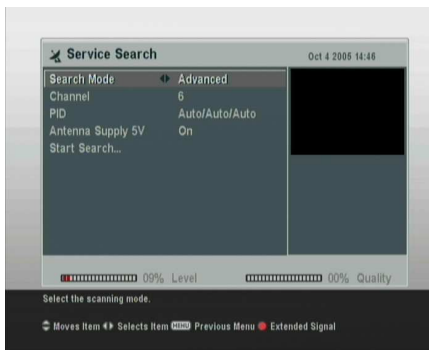 Service Search
Oct 4 2005 14:46
Search Mode Advanced
Channel 6
PID Auto/Auto/Auto
Antenna Supply 5V On
Start Search...
09% Level 00% Quality
Select the scanning mode.
Moves Item Selects Item MENU Previous Menu Extended Signal